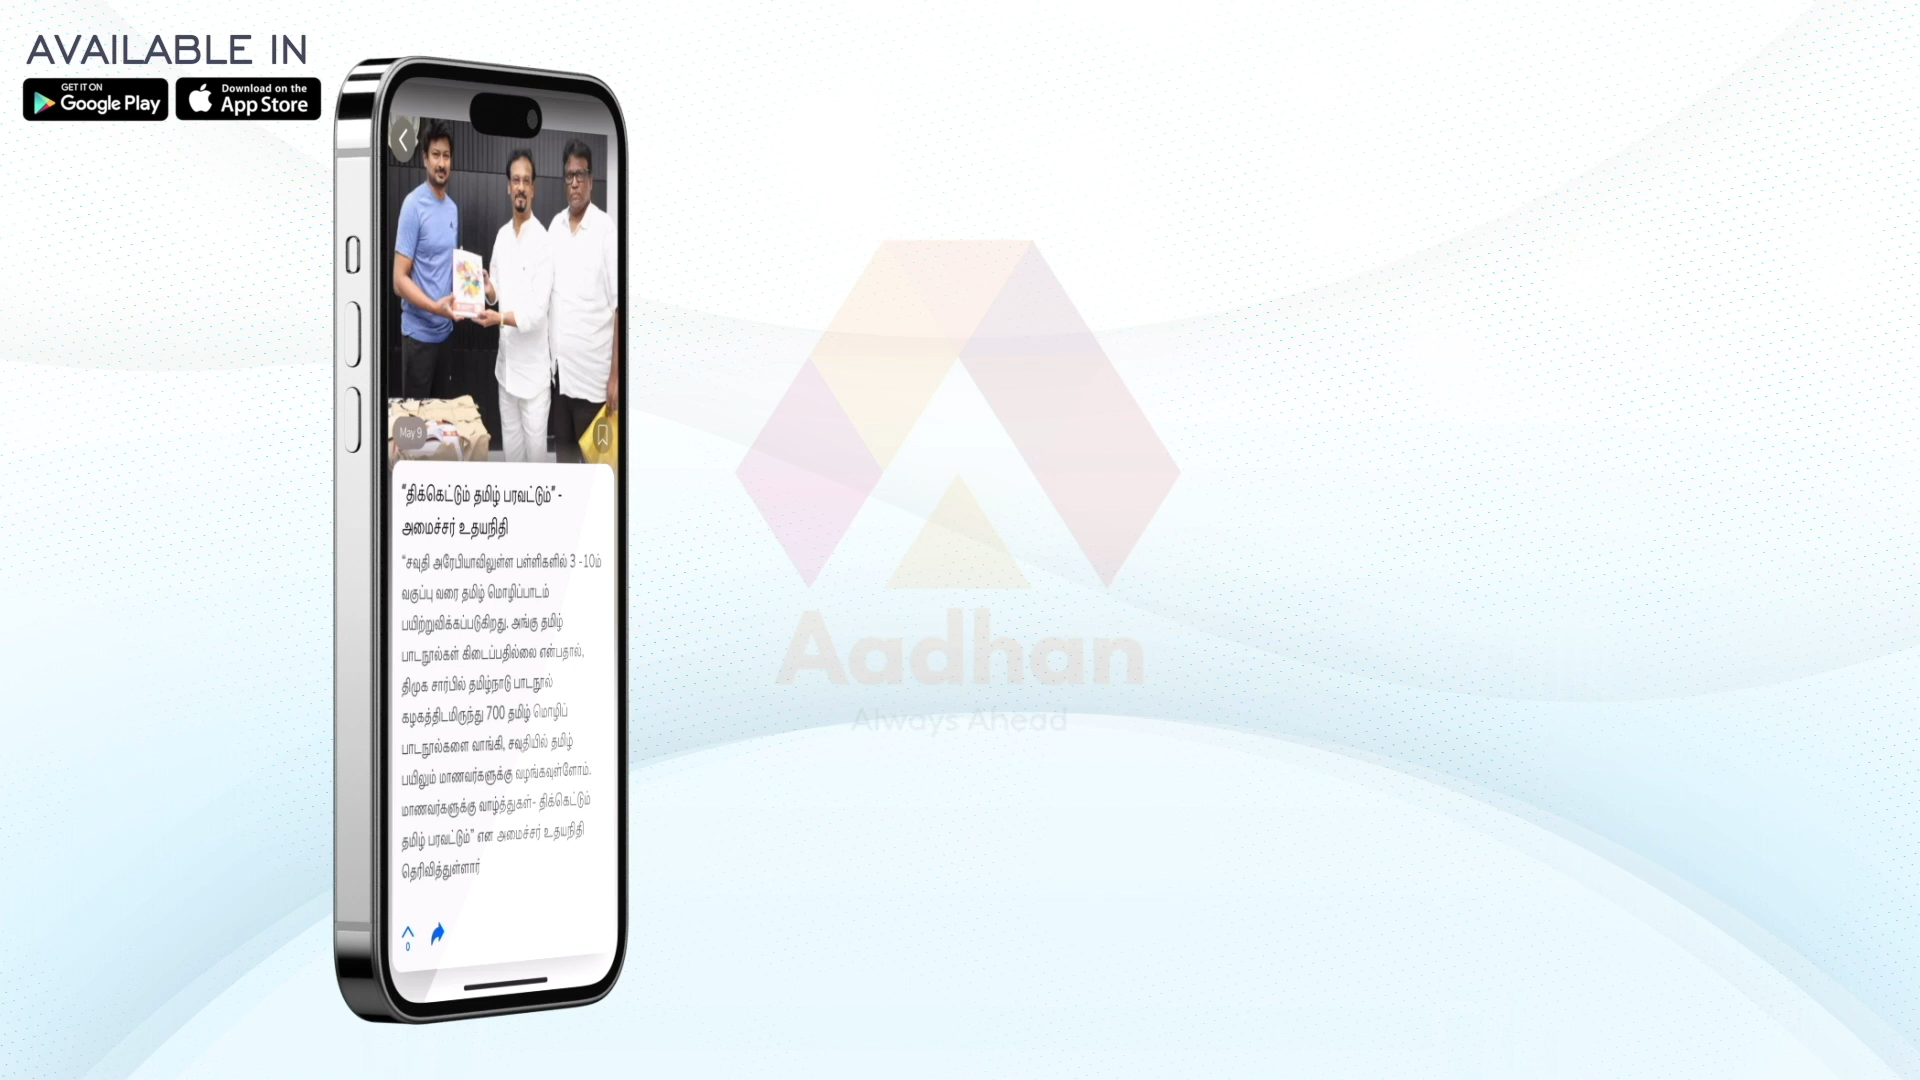 AVAILABLE IN
GET IT ON
Google Play
Download on the
App Store
May 9
“திக்கெட்டும் தமிழ் பரவட்டும்” -
அமைச்சர் உதயநிதி
“சவுதி அரேபியாவிலுள்ள பள்ளிகளில் 3 -10ம்
வகுப்பு வரை தமிழ் மொழிப்பாடம்
பயிற்றுவிக்கப்படுகிறது. அங்கு தமிழ்
பாடநூல்கள் கிடைப்பதில்லை என்பதால்,
திமுக சார்பில் தமிழ்நாடு பாடநூல்
கழகத்திடமிருந்து 700 தமிழ் மொழிப்
பாடநூல்களை வாங்கி, சவுதியில் தமிழ்
பயிலும் மாணவர்களுக்கு வழங்கவுள்ளோம்.
மாணவர்களுக்கு வாழ்த்துகள்- திக்கெட்டும்
தமிழ் பரவட்டும்” என அமைச்சர் உதயநிதி
தெரிவித்துள்ளார்
0
Aadhan
Always Ahead